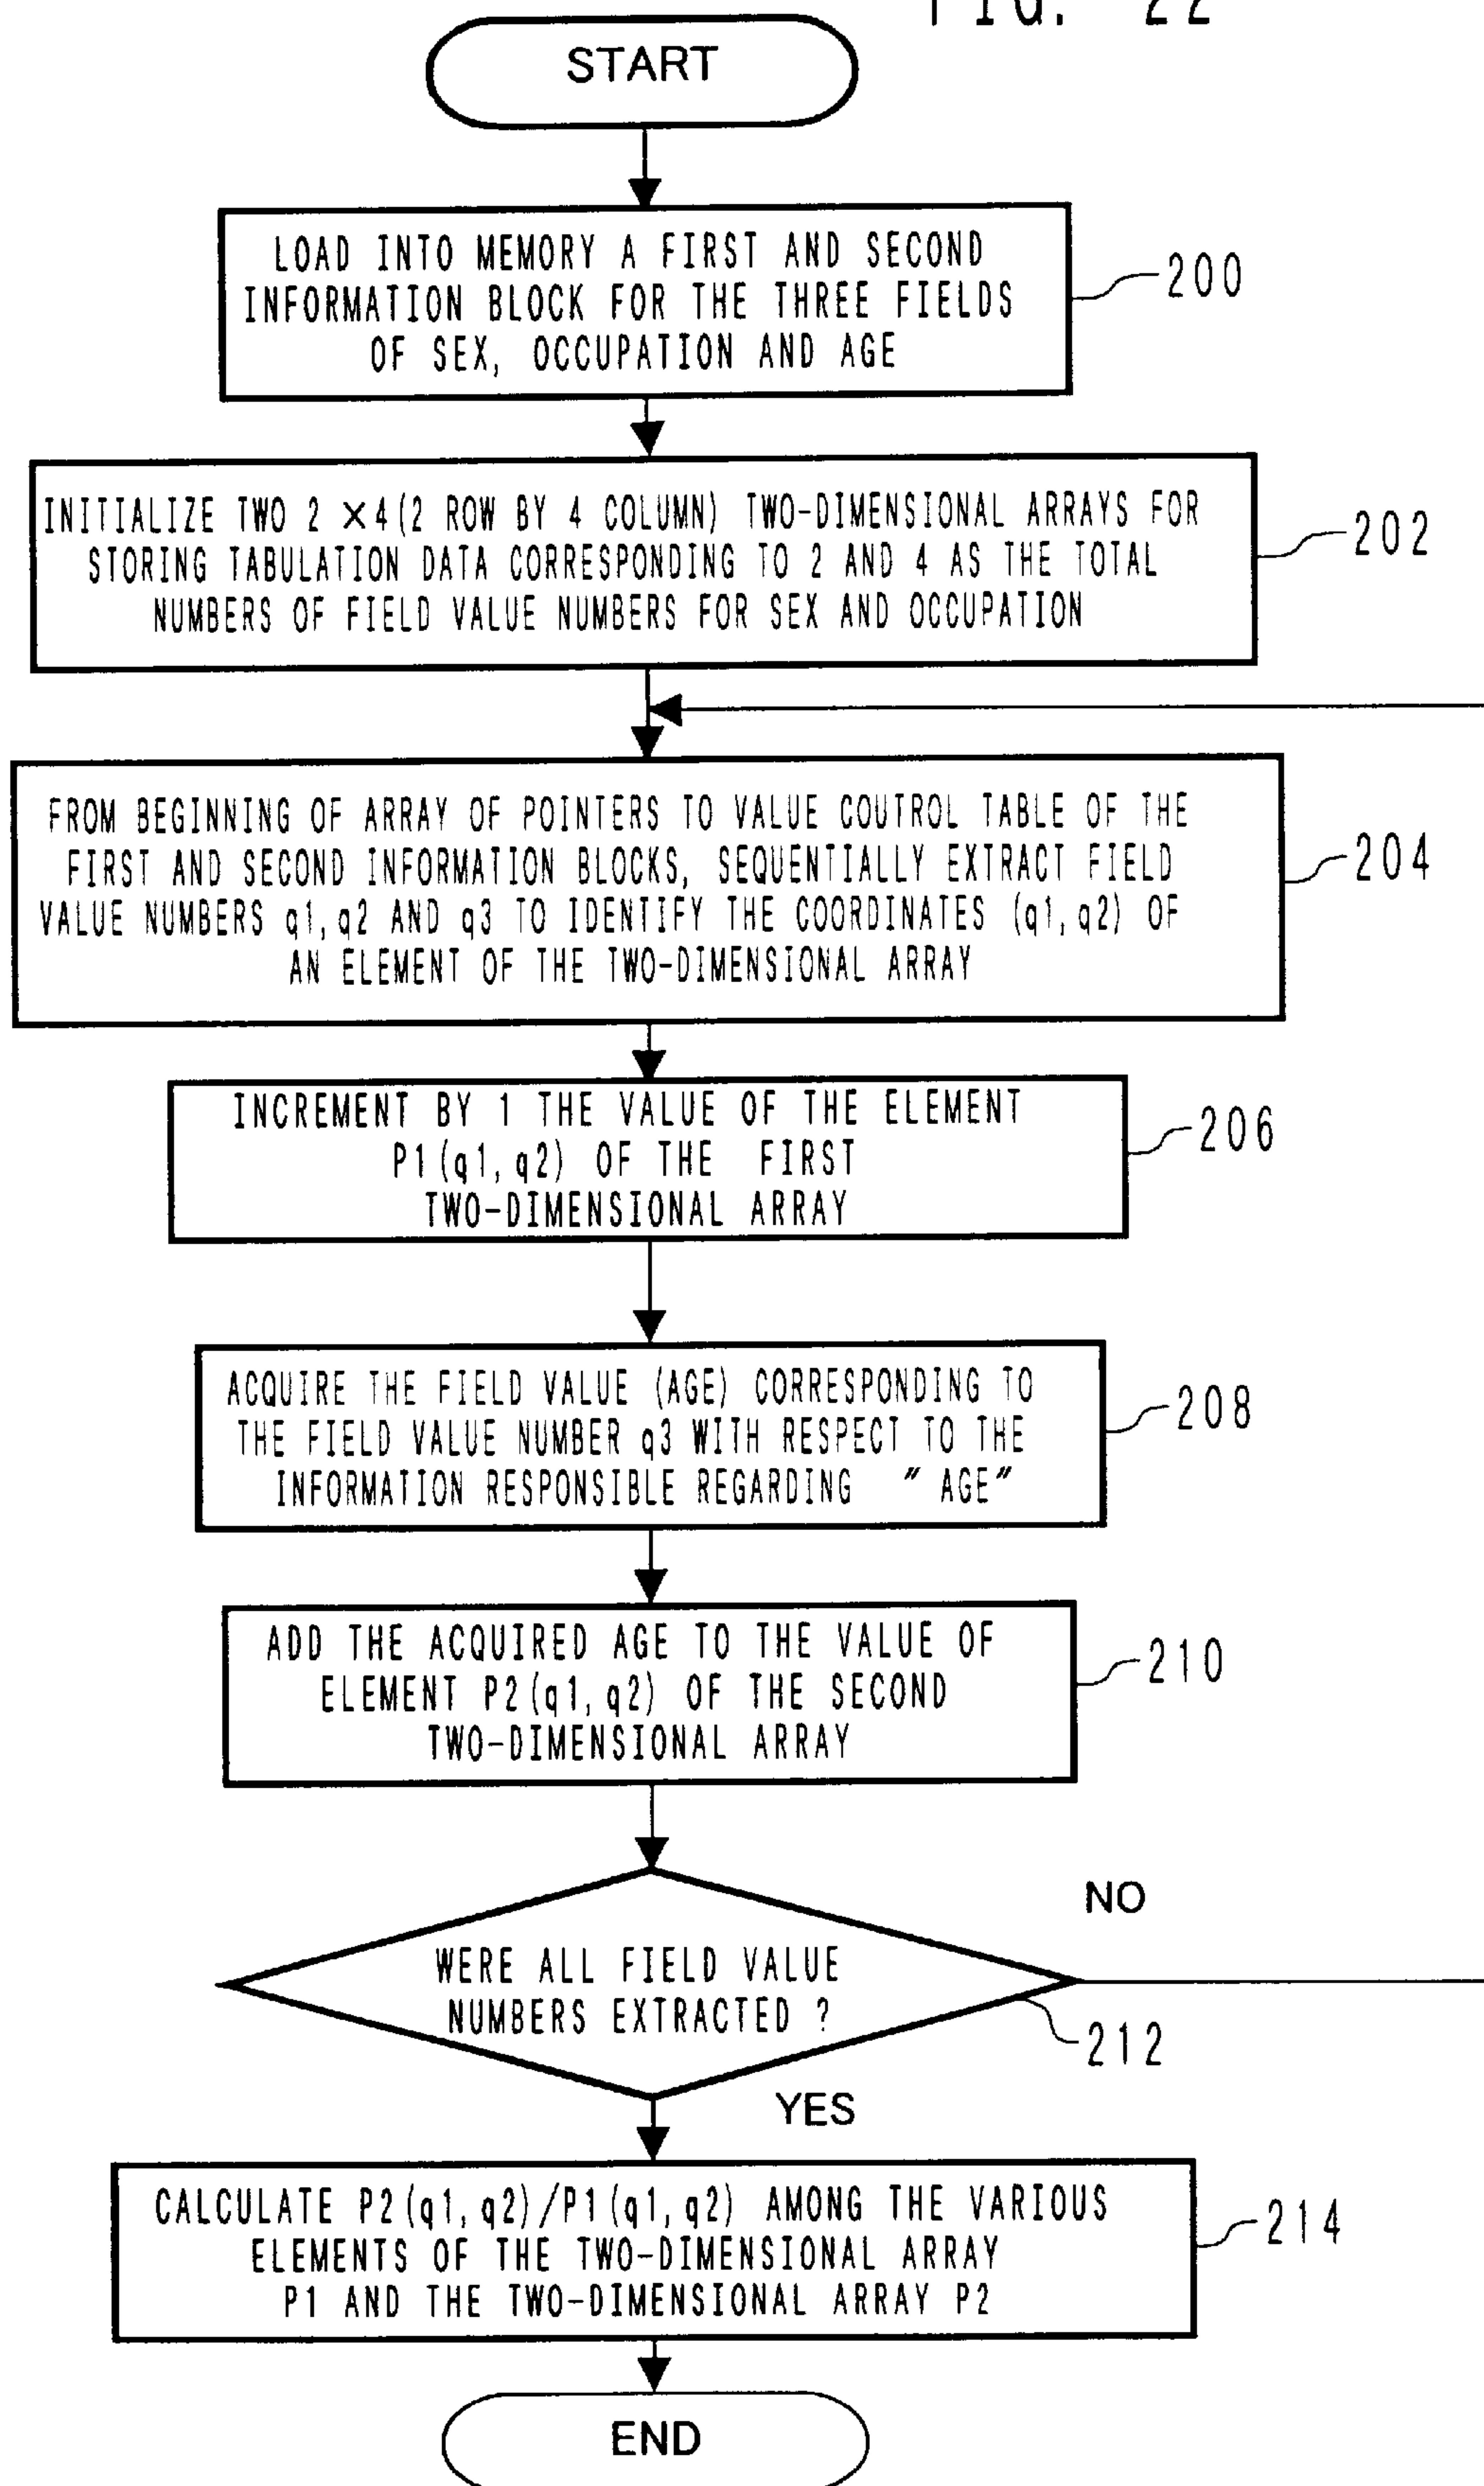 FIG. 22
START
LOAD INTO MEMORY A FIRST AND SECOND
INFORMATION BLOCK FOR THE THREE FIELDS
OF SEX, OCCUPATION AND AGE
200
INITIALIZE TWO 2 ×4(2 ROW BY 4 COLUMN) TWO-DIMENSIONAL ARRAYS FOR
STORING TABULATION DATA CORRESPONDING TO 2 AND 4 AS THE TOTAL
NUMBERS OF FIELD VALUE NUMBERS FOR SEX AND OCCUPATION
202
FROM BEGINNING OF ARRAY OF POINTERS TO VALUE COUTROL TABLE OF THE
FIRST AND SECOND INFORMATION BLOCKS, SEQUENTIALLY EXTRACT FIELD
VALUE NUMBERS q1, q2 AND q3 TO IDENTIFY THE COORDINATES (q1, q2) OF
AN ELEMENT OF THE TWO-DIMENSIONAL ARRAY
204
INCREMENT BY 1 THE VALUE OF THE ELEMENT
P1(q1, q2) OF THE FIRST
TWO-DIMENSIONAL ARRAY
206
ACQUIRE THE FIELD VALUE (AGE) CORRESPONDING TO
THE FIELD VALUE NUMBER q3 WITH RESPECT TO THE
INFORMATION RESPONSIBLE REGARDING " AGE"
208
ADD THE ACQUIRED AGE TO THE VALUE OF
ELEMENT P2(q1, q2) OF THE SECOND
TWO-DIMENSIONAL ARRAY
210
NO
WERE ALL FIELD VALUE
NUMBERS EXTRACTED ?
212
YES
CALCULATE P2(q1, q2)/P1(q1, q2) AMONG THE VARIOUS
ELEMENTS OF THE TWO-DIMENSIONAL ARRAY
P1 AND THE TWO-DIMENSIONAL ARRAY P2
214
END